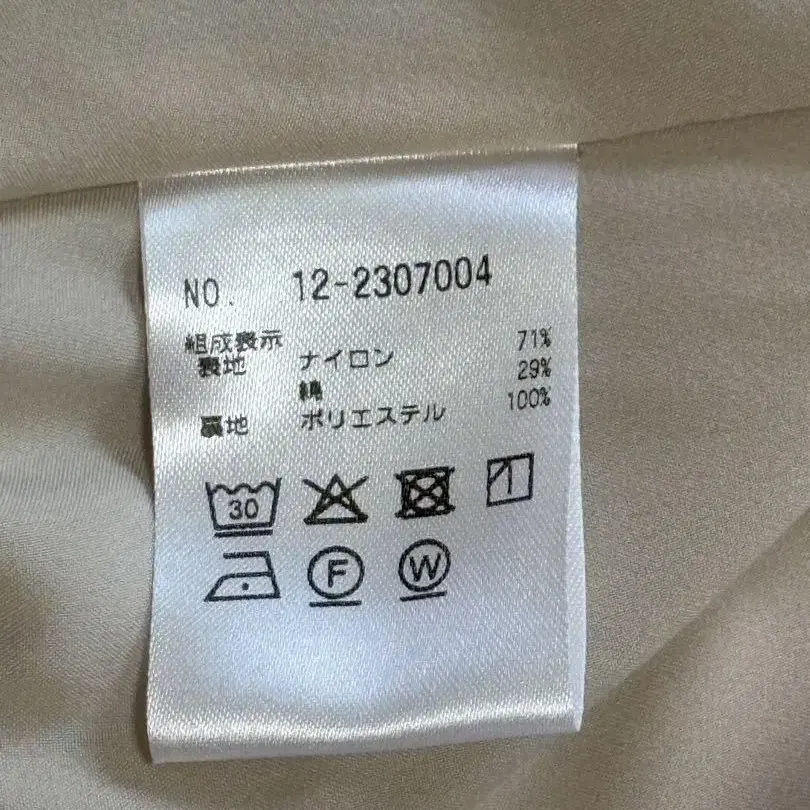 NO. 12-2307004
組成表示
表地 ナイロン 71%
綿 29%
裏地 ポリエステル 100%
30
F W